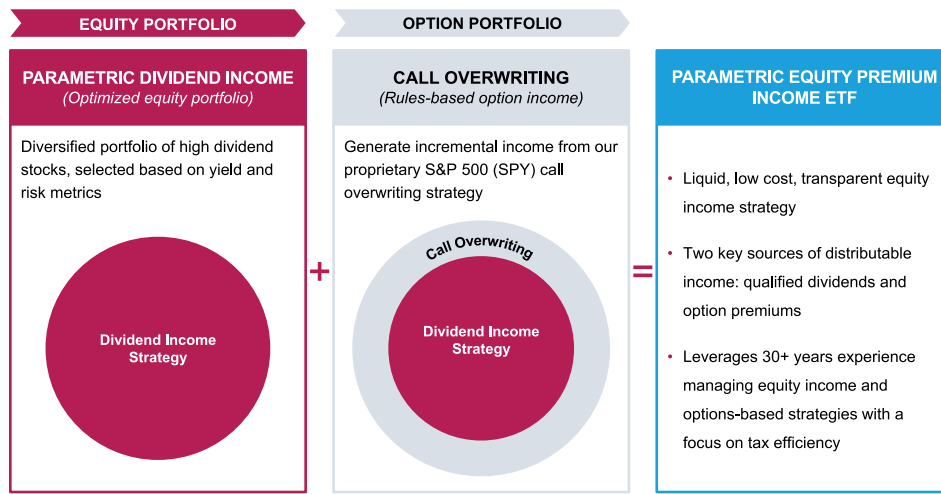 EQUITY PORTFOLIO
OPTION PORTFOLIO
PARAMETRIC DIVIDEND INCOME
(Optimized equity portfolio)
Diversified portfolio of high dividend
stocks, selected based on yield and
risk metrics
Dividend Income
Strategy
+
CALL OVERWRITING
(Rules-based option income)
Generate incremental income from our
proprietary S&P 500 (SPY) call
overwriting strategy
Call Overwriting
Dividend Income
Strategy
=
PARAMETRIC EQUITY PREMIUM
INCOME ETF
• Liquid, low cost, transparent equity
income strategy
• Two key sources of distributable
income: qualified dividends and
option premiums
• Leverages 30+ years experience
managing equity income and
options-based strategies with a
focus on tax efficiency